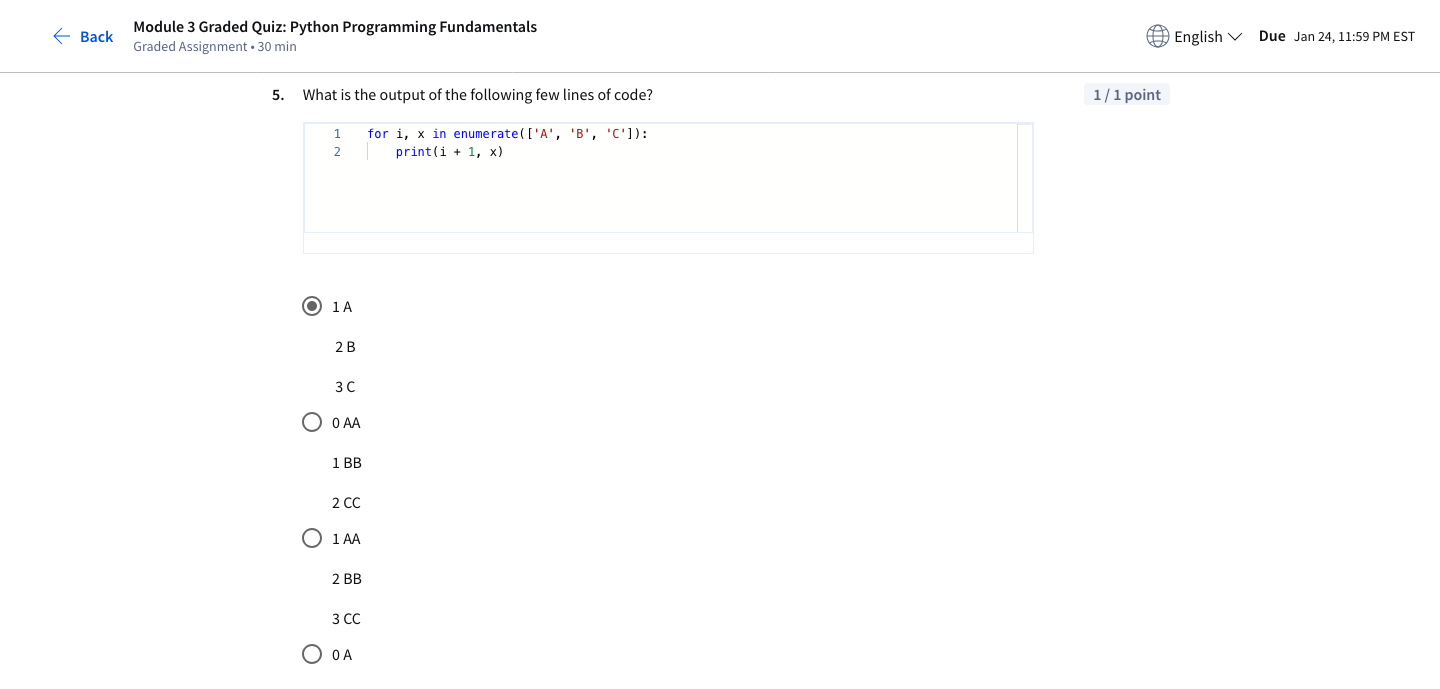 Back
Module 3 Graded Quiz: Python Programming Fundamentals
Graded Assignment • 30 min
English
Due Jan 24, 11:59 PM EST
5. What is the output of the following few lines of code?
1 / 1 point
1 for i, x in enumerate(['A', 'B', 'C']):
2     print(i + 1, x)
1 A
2 B
3 C
0 AA
1 BB
2 CC
1 AA
2 BB
3 CC
0 A